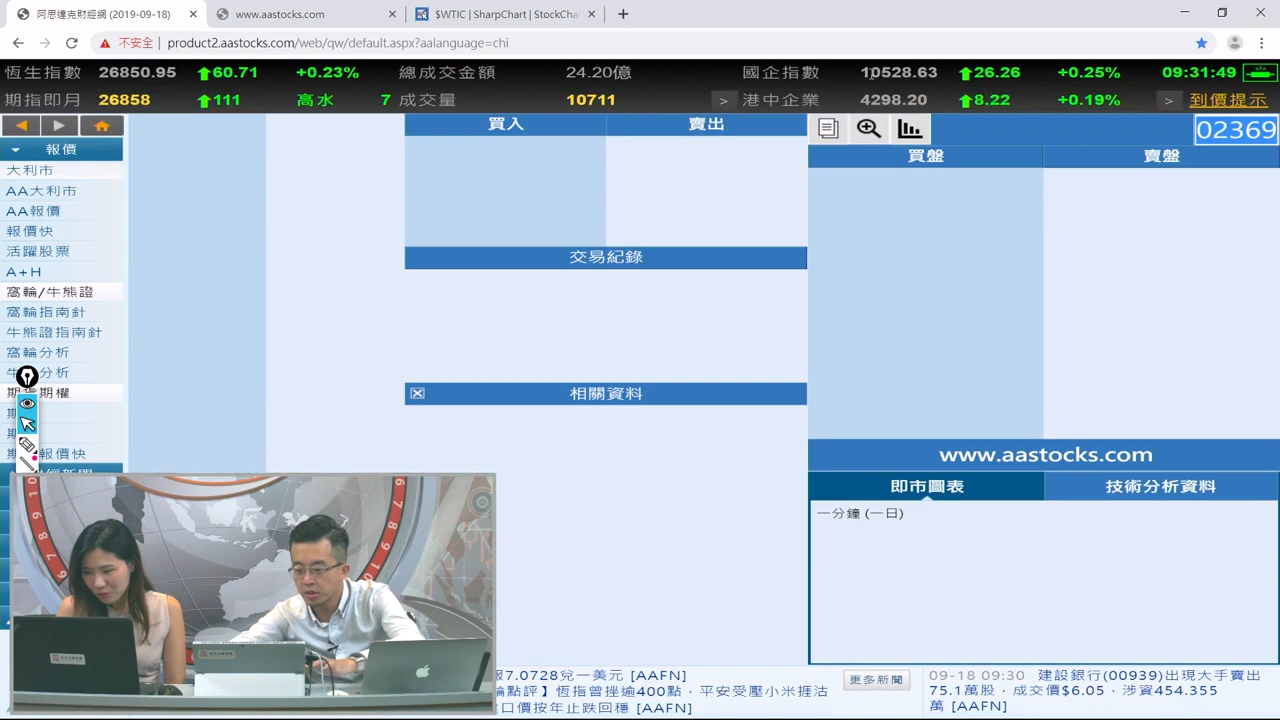 阿思達克財經網 (2019-09-18)
www.aastocks.com
$WTIC | SharpChart | StockCha
不安全
product2.aastocks.com/web/qw/default.aspx?aalanguage=chi
恆生指數 26850.95 60.71 +0.23% 總成交金額 24.20億 國企指數 10528.63 26.26 +0.25% 09:31:49
期指即月 26858 111 高水 7 成交量 10711 > 港中企業 4298.20 8.22 +0.19% > 到價提示
報價
大利市
AA大利市
AA報價
報價快
活躍股票
A+H
窩輪/牛熊證
窩輪指南針
牛熊證指南針
窩輪分析
分析
期權
報價快
買入 賣出
交易紀錄
相關資料
02369
買盤 賣盤
www.aastocks.com
即市圖表 技術分析資料
一分鐘 (一日)
7.0728兌一美元 [AAFN]
點評】恆指曾挫逾400點，平安受壓小米捱沽
口價按年止跌回穩 [AAFN]
更多新聞
09-18 09:30 建設銀行(00939)出現大手賣出
75.1萬股，成交價$6.05，涉資454.355
萬 [AAFN]